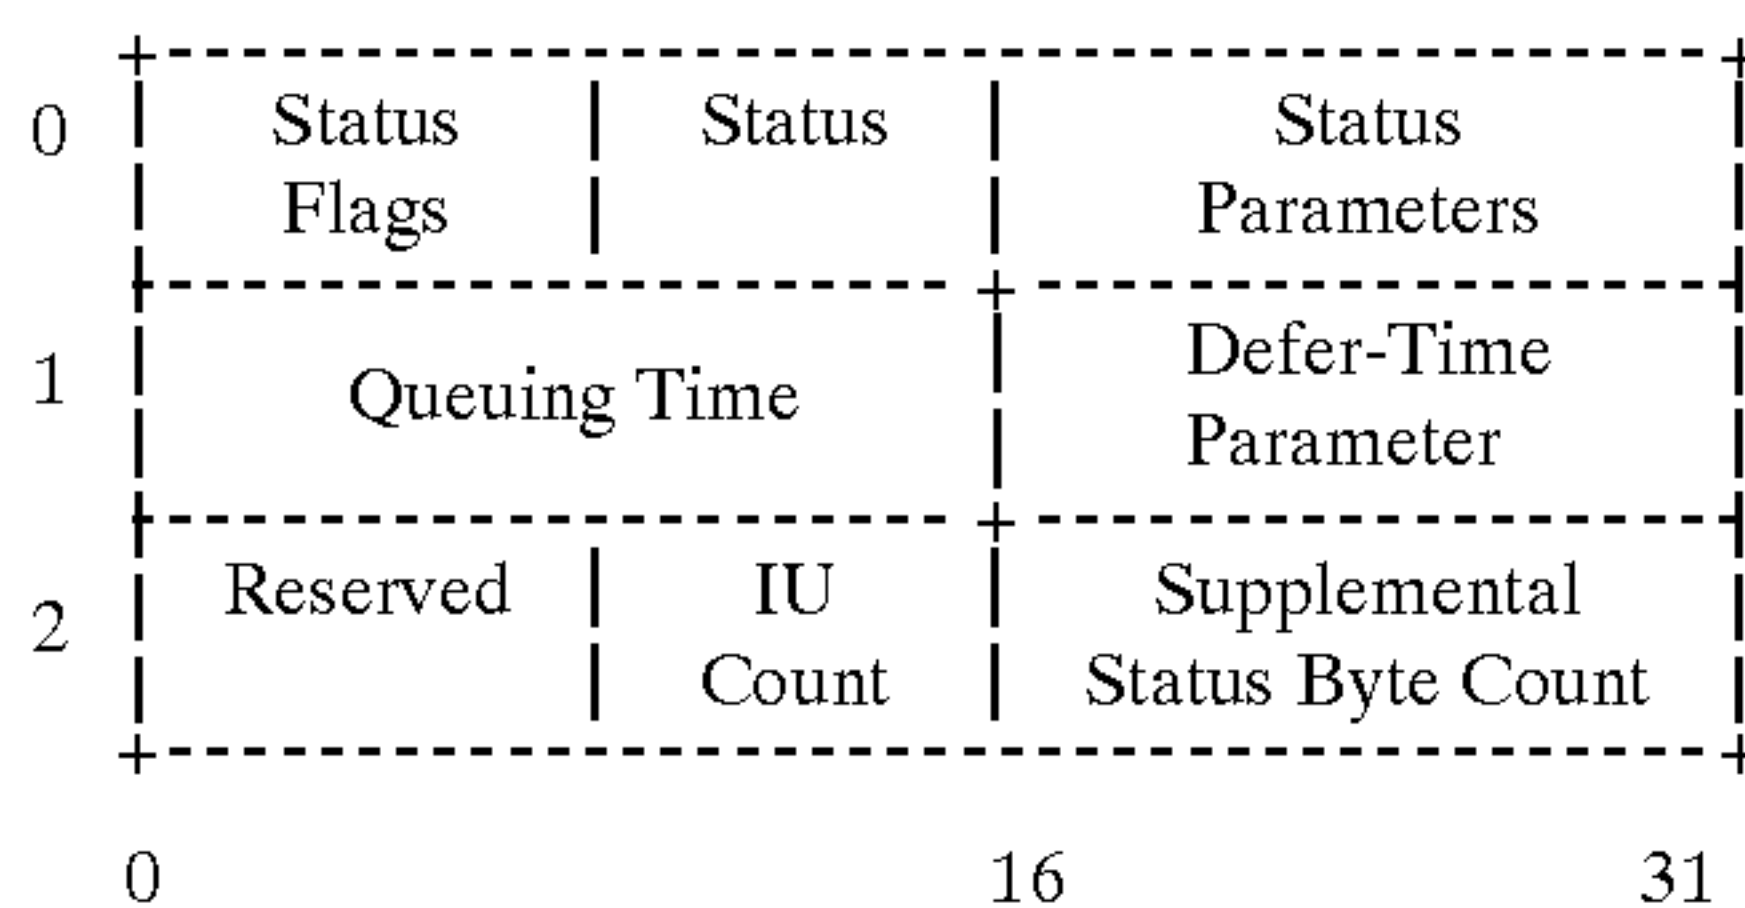 0 Status Status Status
Flags Parameters
1 Queuing Time Defer-Time
Parameter
2 Reserved IU Supplemental
Count Status Byte Count
0 16 31